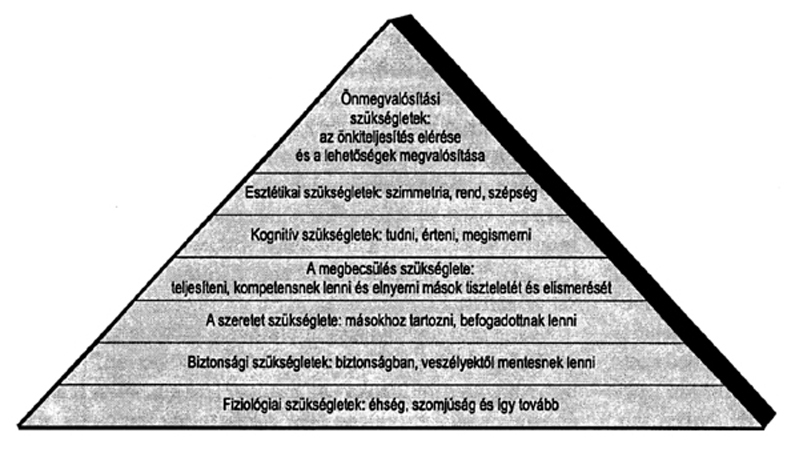 Önmegvalósítási
szükségletek:
az önkiteljesítés elérése
és a lehetőségek megvalósítása
Esztétikai szükségletek: szimmetria, rend, szépség
Kognitív szükségletek: tudni, érteni, megismerni
A megbecsülés szükséglete:
teljesíteni, kompetensnek lenni és elnyerni mások tiszteletét és elismerését
A szeretet szükséglete: másokhoz tartozni, befogadottnak lenni
Biztonsági szükségletek: biztonságban, veszélyektől mentesnek lenni
Fiziológiai szükségletek: éhség, szomjúság és így tovább